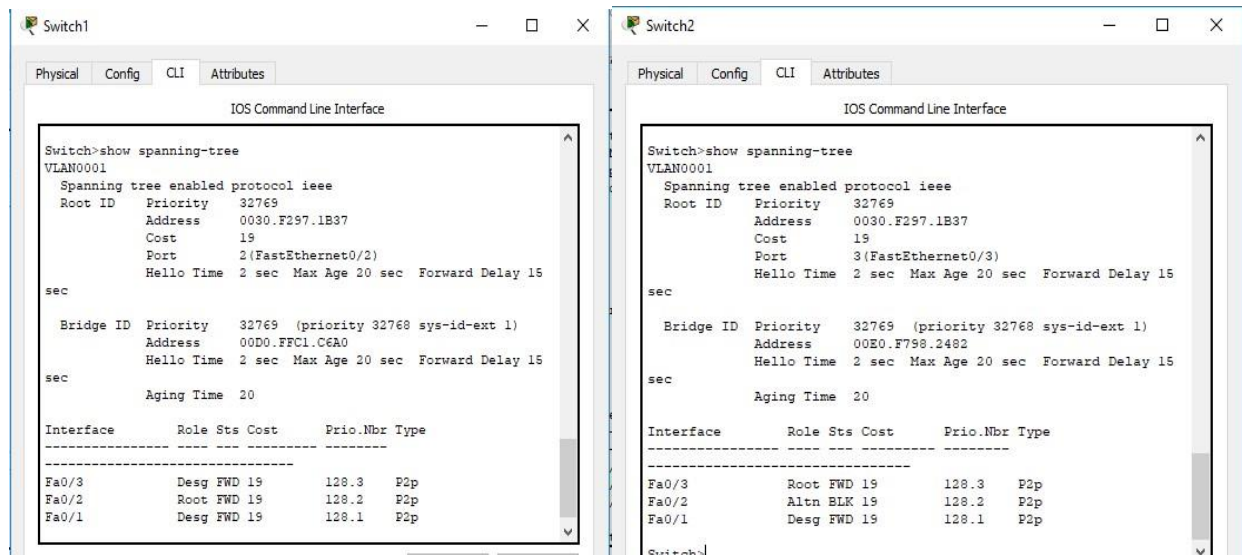 Switch1
Physical Config CLI Attributes
IOS Command Line Interface
Switch>show spanning-tree
VLAN0001
Spanning tree enabled protocol ieee
Root ID Priority 32769
Address 0030.F297.1B37
Cost 19
Port 2(FastEthernet0/2)
Hello Time 2 sec Max Age 20 sec Forward Delay 15
sec
Bridge ID Priority 32769 (priority 32768 sys-id-ext 1)
Address 00D0.FFC1.C6A0
Hello Time 2 sec Max Age 20 sec Forward Delay 15
sec
Aging Time 20
Interface Role Sts Cost Prio.Nbr Type
---------------- ---- --- --------- --------
--------------------------------
Fa0/3 Desg FWD 19 128.3 P2p
Fa0/2 Root FWD 19 128.2 P2p
Fa0/1 Desg FWD 19 128.1 P2p
Switch2
Physical Config CLI Attributes
IOS Command Line Interface
Switch>show spanning-tree
VLAN0001
Spanning tree enabled protocol ieee
Root ID Priority 32769
Address 0030.F297.1B37
Cost 19
Port 3(FastEthernet0/3)
Hello Time 2 sec Max Age 20 sec Forward Delay 15
sec
Bridge ID Priority 32769 (priority 32768 sys-id-ext 1)
Address 00E0.F798.2482
Hello Time 2 sec Max Age 20 sec Forward Delay 15
sec
Aging Time 20
Interface Role Sts Cost Prio.Nbr Type
---------------- ---- --- --------- --------
--------------------------------
Fa0/3 Root FWD 19 128.3 P2p
Fa0/2 Altn BLK 19 128.2 P2p
Fa0/1 Desg FWD 19 128.1 P2p
Switch>